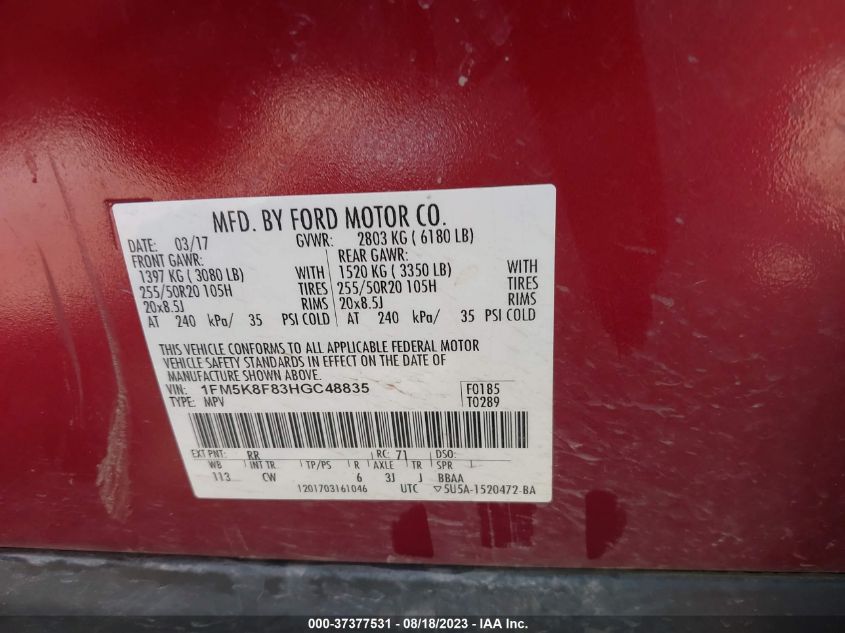 MFD. BY FORD MOTOR CO.
DATE: 03/17 GVWR: 2803 KG ( 6180 LB)
FRONT GAWR: REAR GAWR:
1397 KG ( 3080 LB) WITH 1520 KG ( 3350 LB) WITH
255/50R20 105H TIRES 255/50R20 105H TIRES
20x8.5J RIMS 20x8.5J RIMS
AT 240 kPa/ 35 PSI COLD AT 240 kPa/ 35 PSI COLD
THIS VEHICLE CONFORMS TO ALL APPLICABLE FEDERAL MOTOR
VEHICLE SAFETY STANDARDS IN EFFECT ON THE DATE OF
MANUFACTURE SHOWN ABOVE.
VIN: 1FM5K8F83HGC48835 F0185
TYPE: MPV T0289
EXT PNT: RR RC: 71 DSO:
WB INT TR TP/PS R AXLE TR SPR
113 CW 6 3J J BBAA
1201703161046 UTC ▽5U5A-1520472-BA
000-37377531 - 08/18/2023 - © IAA Inc.